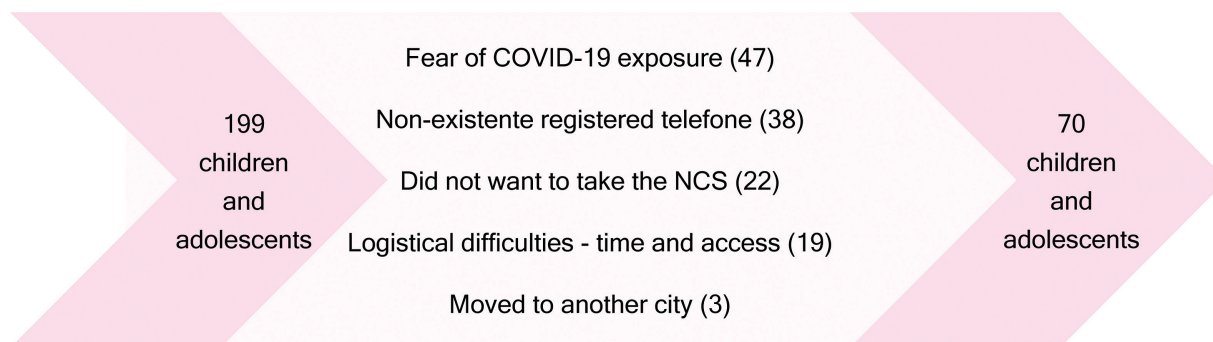 199
children
and
adolescents
Fear of COVID-19 exposure (47)
Non-existente registered telefone (38)
Did not want to take the NCS (22)
Logistical difficulties - time and access (19)
Moved to another city (3)
70
children
and
adolescents